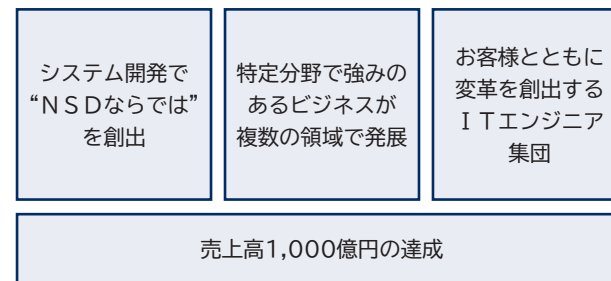 システム開発で
“ＮＳＤならでは”
を創出
特定分野で強みの
あるビジネスが
複数の領域で発展
お客様とともに
変革を創出する
ＩＴエンジニア
集団
売上高1,000億円の達成